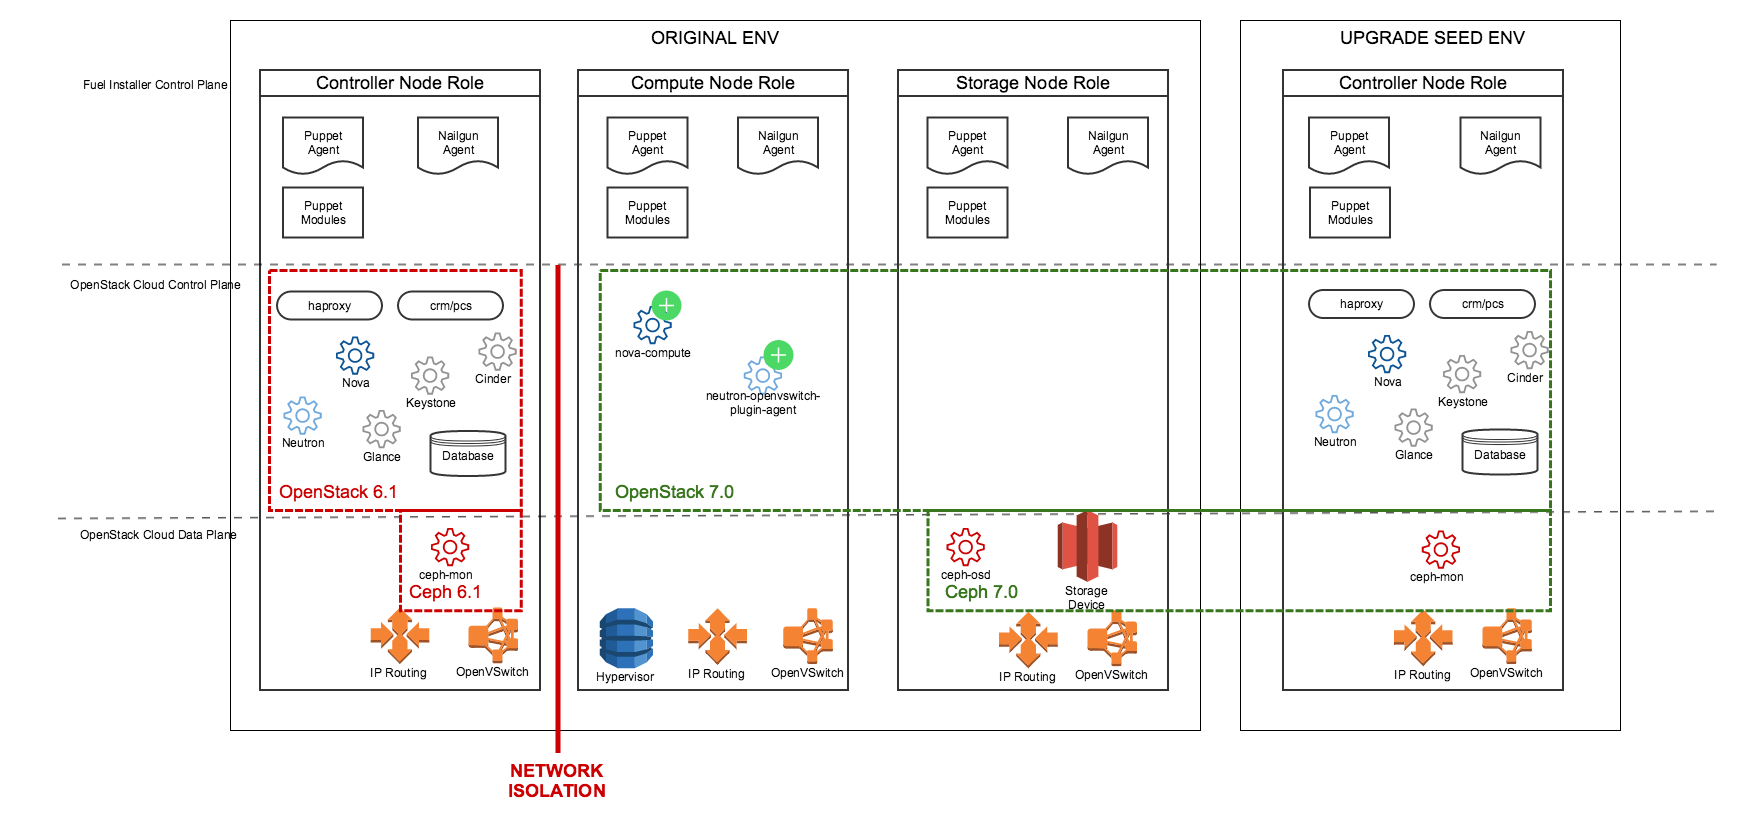 ORIGINAL ENV
UPGRADE SEED ENV
Fuel Installer Control Plane
Controller Node Role
Compute Node Role
Storage Node Role
Controller Node Role
Puppet
Agent
Nailgun
Agent
Puppet
Modules
Puppet
Agent
Nailgun
Agent
Puppet
Modules
Puppet
Agent
Nailgun
Agent
Puppet
Modules
Puppet
Agent
Nailgun
Agent
Puppet
Modules
OpenStack Cloud Control Plane
haproxy
crm/pcs
Nova
Cinder
Keystone
Neutron
Glance
Database
OpenStack 6.1
nova-compute
neutron-openvswitch-
plugin-agent
OpenStack 7.0
haproxy
crm/pcs
Nova
Cinder
Keystone
Neutron
Glance
Database
OpenStack Cloud Data Plane
ceph-mon
Ceph 6.1
IP Routing
OpenVSwitch
Hypervisor
IP Routing
OpenVSwitch
ceph-osd
Ceph 7.0
Storage
Device
IP Routing
OpenVSwitch
ceph-mon
IP Routing
OpenVSwitch
NETWORK
ISOLATION